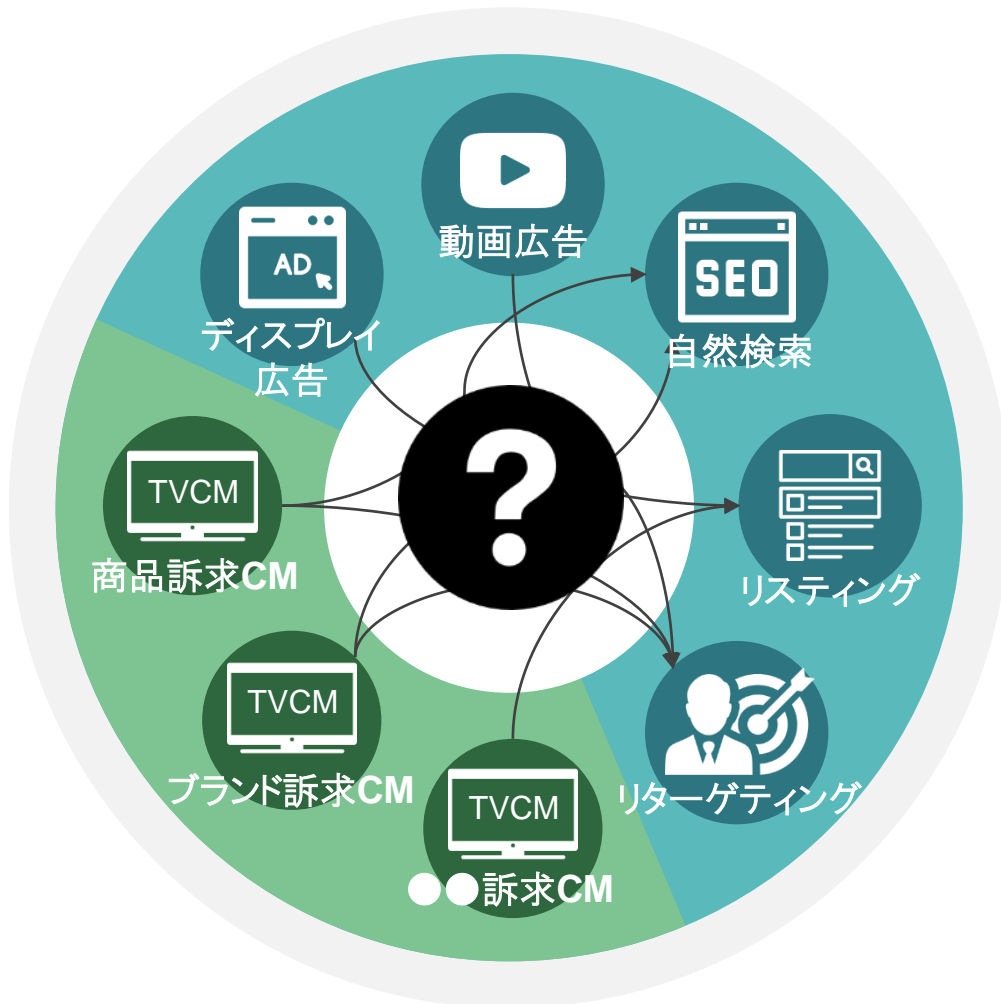 動画広告
AD
ディスプレイ
広告
SEO
自然検索
?
TVCM
商品訴求CM
リスティング
TVCM
ブランド訴求CM
リターゲティング
TVCM
●●訴求CM